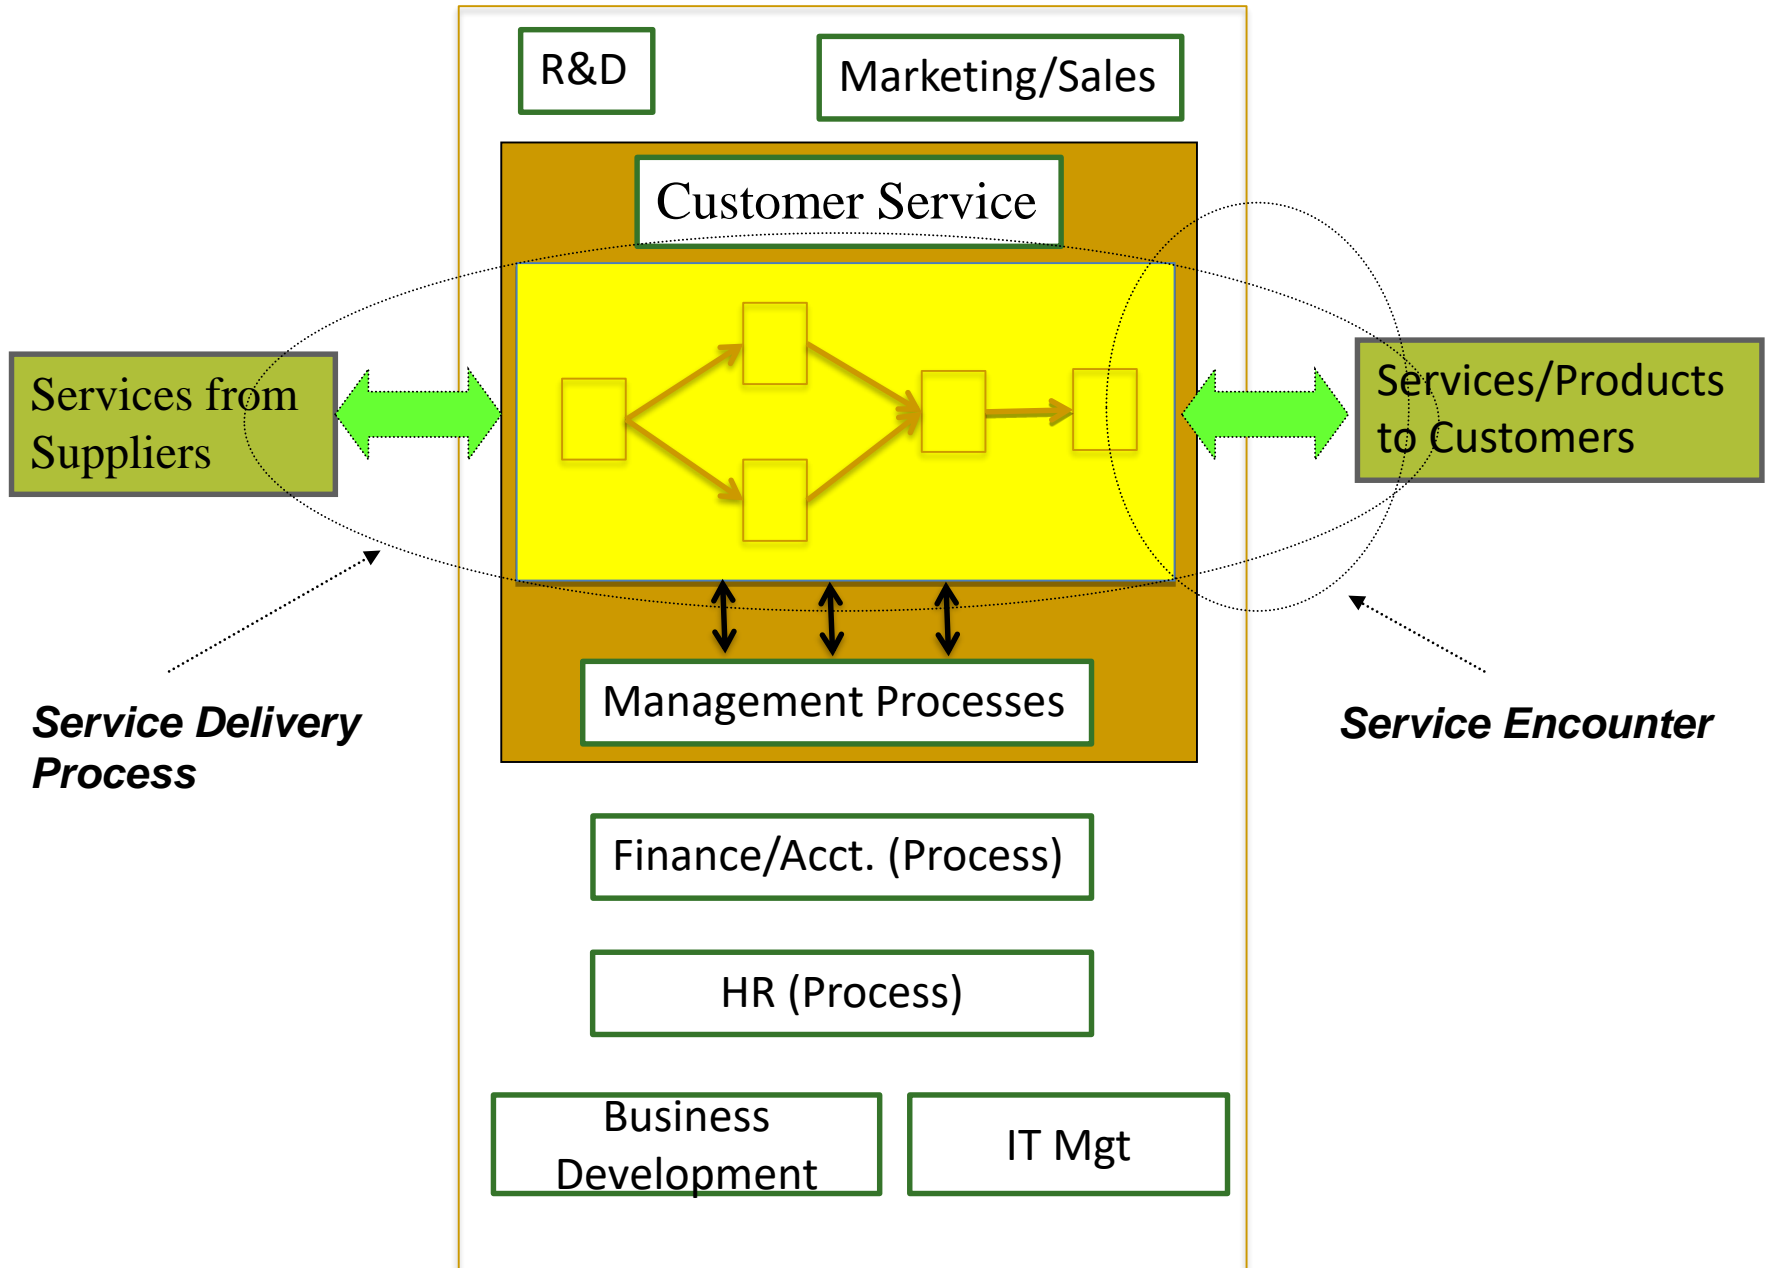 R&D
Marketing/Sales
Customer Service
Services from
Suppliers
Services/Products
to Customers
Management Processes
Service Delivery
Process
Service Encounter
Finance/Acct. (Process)
HR (Process)
Business
Development
IT Mgt